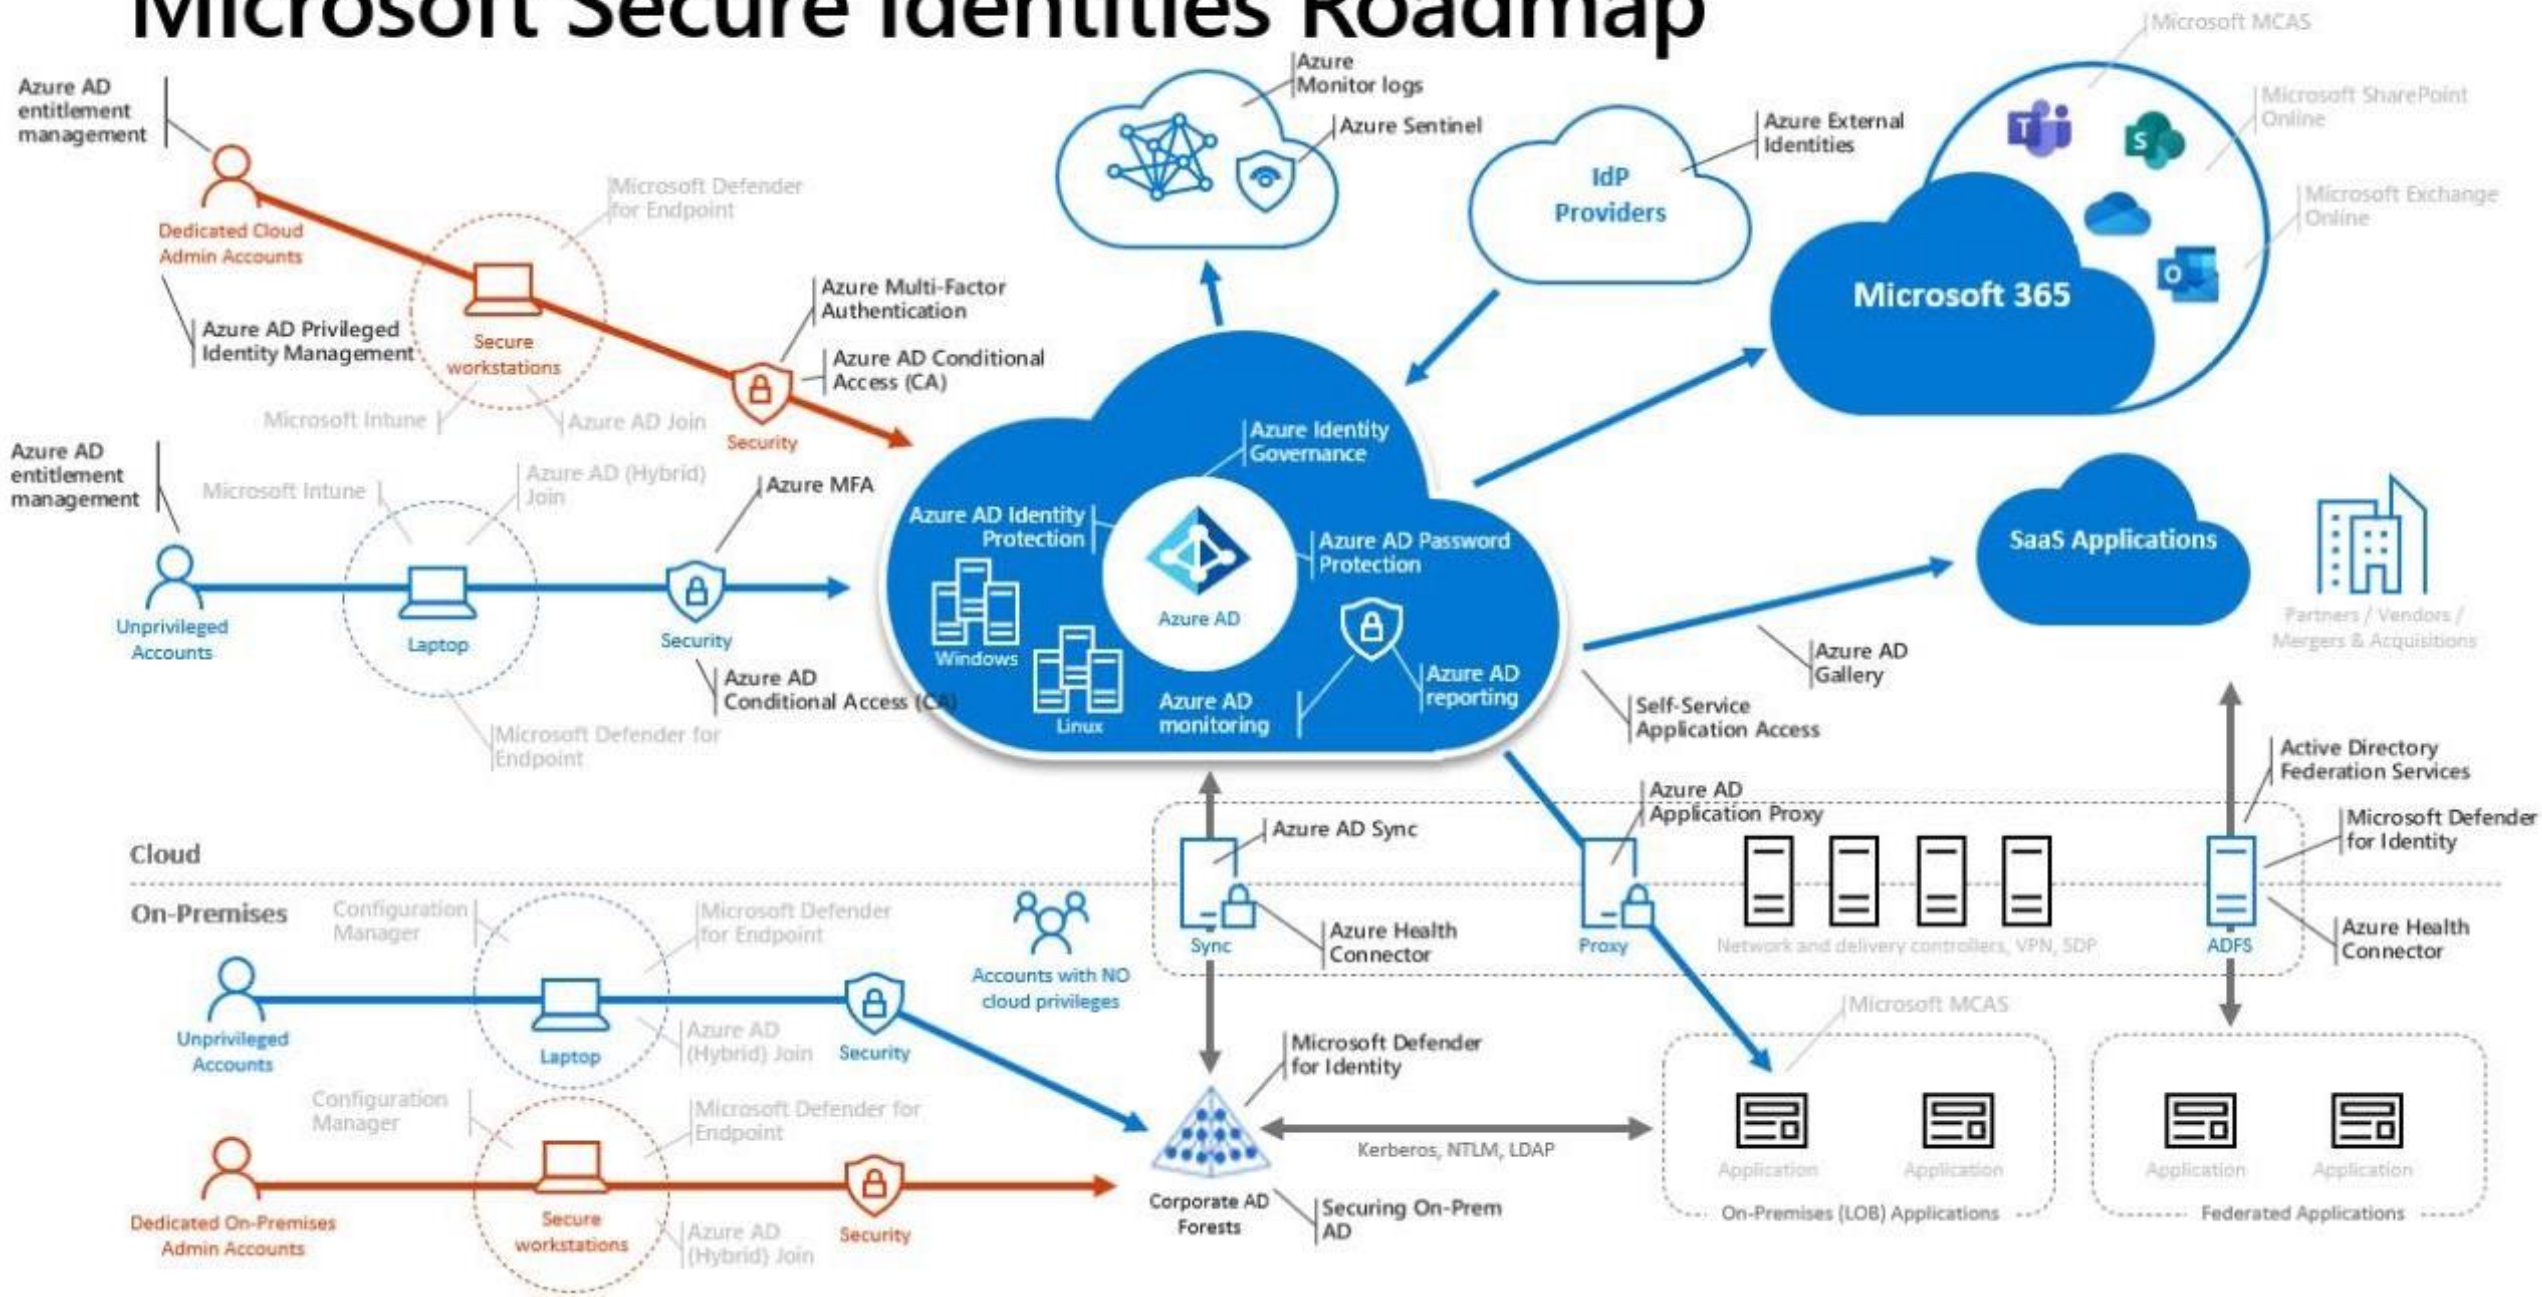 Microsoft Secure Identities Roadmap
Microsoft MCAS
Azure
Monitor logs
Azure AD
entitlement
management
Azure Sentinel
Azure External
Identities
Microsoft SharePoint
Online
T
S
IdP
Providers
Microsoft Defender
for Endpoint
Microsoft Exchange
Online
Dedicated Cloud
Admin Accounts
O
Microsoft 365
Azure Multi-Factor
Authentication
Azure AD Privileged
Identity Management
Secure
workstations
Azure AD Conditional
Access (CA)
Microsoft Intune
Azure AD Join
Security
Azure Identity
Governance
Azure AD
entitlement
management
Microsoft Intune
Azure AD (Hybrid)
Join
Azure MFA
Azure AD Identity
Protection
Azure AD Password
Protection
SaaS Applications
Azure AD
Unprivileged
Accounts
Laptop
Security
Windows
Partners / Vendors /
Mergers & Acquisitions
Azure AD
Gallery
Azure AD
Conditional Access (CA)
Linux
Azure AD
monitoring
Azure AD
reporting
Self-Service
Application Access
Microsoft Defender for
Endpoint
Active Directory
Federation Services
Azure AD
Application Proxy
Azure AD Sync
Microsoft Defender
for Identity
Cloud
On-Premises
Configuration
Manager
Microsoft Defender
for Endpoint
Azure Health
Connector
Sync
Proxy
Network and delivery controllers, VPN, SDP
ADFS
Azure Health
Connector
Accounts with NO
cloud privileges
Microsoft MCAS
Unprivileged
Accounts
Laptop
Azure AD
(Hybrid) Join
Security
Microsoft Defender
for Identity
Configuration
Manager
Microsoft Defender for
Endpoint
Kerberos, NTLM, LDAP
Application
Application
Application
Application
Corporate AD
Forests
Securing On-Prem
AD
On-Premises (LOB) Applications
Federated Applications
Dedicated On-Premises
Admin Accounts
Secure
workstations
Azure AD
(Hybrid) Join
Security